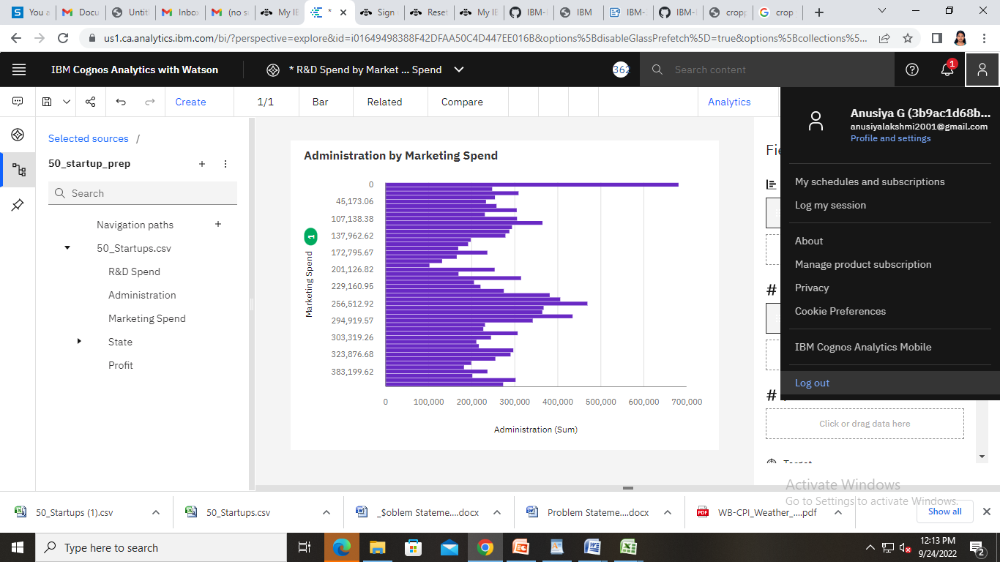 You a
Docu
Untitl
Inbox
(no s
My IB
*
Sign
Reset
My IB
IBM-
IBM
IBM-
IBM-
crop
crop
us1.ca.analytics.ibm.com/bi/?perspective=explore&id=i01649498388F42DFAA50C4D447EE016B&options%5BdisableGlassPrefetch%5D=true&options%5Bcollections%5...
IBM Cognos Analytics with Watson
* R&D Spend by Market ... Spend
362
Search content
1
Create
1/1
Bar
Related
Compare
Analytics
Selected sources /
50_startup_prep
Search
Navigation paths
50_Startups.csv
R&D Spend
Administration
Marketing Spend
State
Profit
Administration by Marketing Spend
Marketing Spend
1
0
45,173.06
107,138.38
137,962.62
172,795.67
201,126.82
229,160.95
256,512.92
294,919.57
303,319.26
323,876.68
383,199.62
0 100,000 200,000 300,000 400,000 500,000 600,000 700,000
Administration (Sum)
Anusiya G (3b9ac1d68b...
anusiyalakshmi2001@gmail.com
Profile and settings
My schedules and subscriptions
Log my session
About
Manage product subscription
Privacy
Cookie Preferences
IBM Cognos Analytics Mobile
Log out
Click or drag data here
Target
Activate Windows
Go to Settings to activate Windows.
50_Startups (1).csv
50_Startups.csv
_$oblem Stateme....docx
Problem Stateme....docx
WB-CPI_Weather_....pdf
Show all
Type here to search
12:13 PM
9/24/2022
2